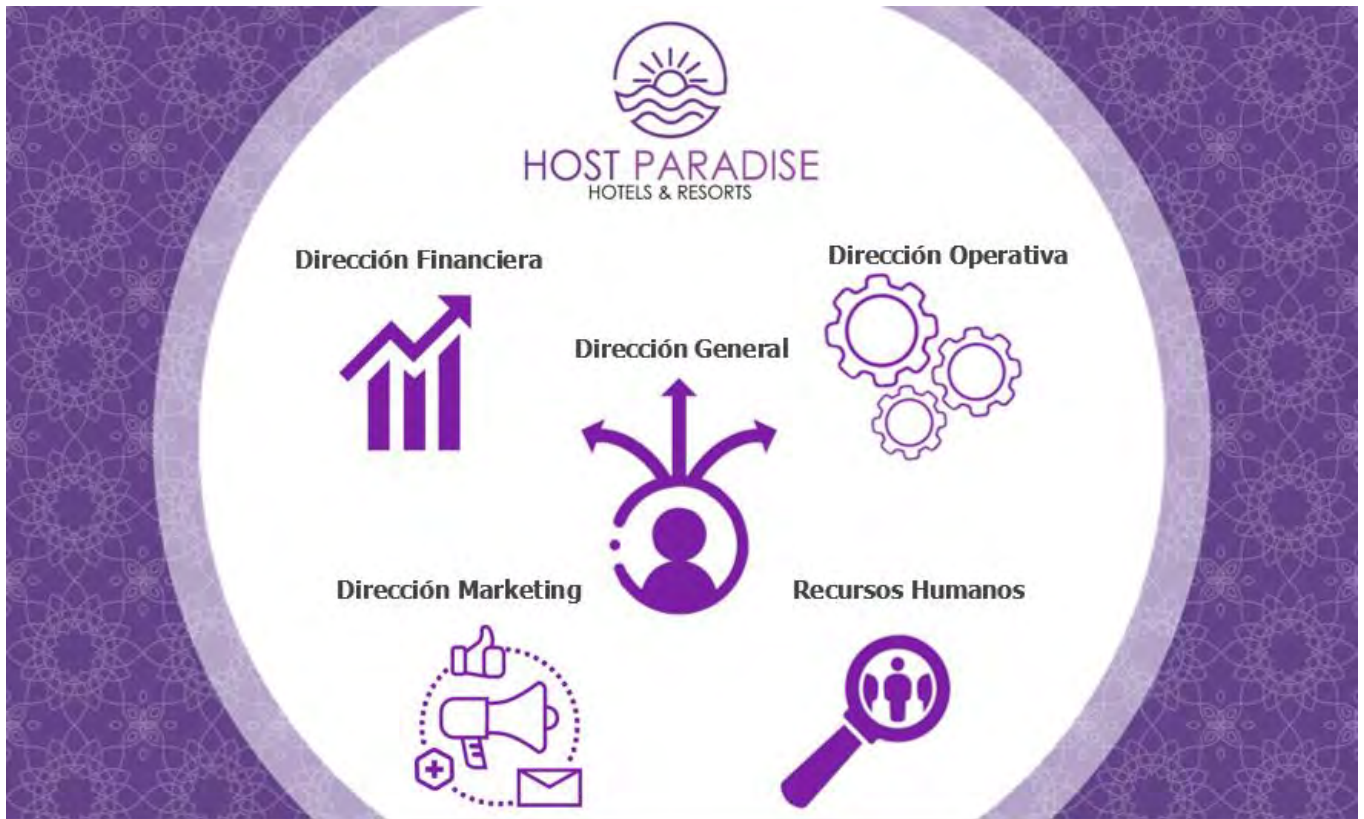 HOST PARADISE
HOTELS & RESORTS
Dirección Financiera
Dirección Operativa
Dirección General
Dirección Marketing
Recursos Humanos